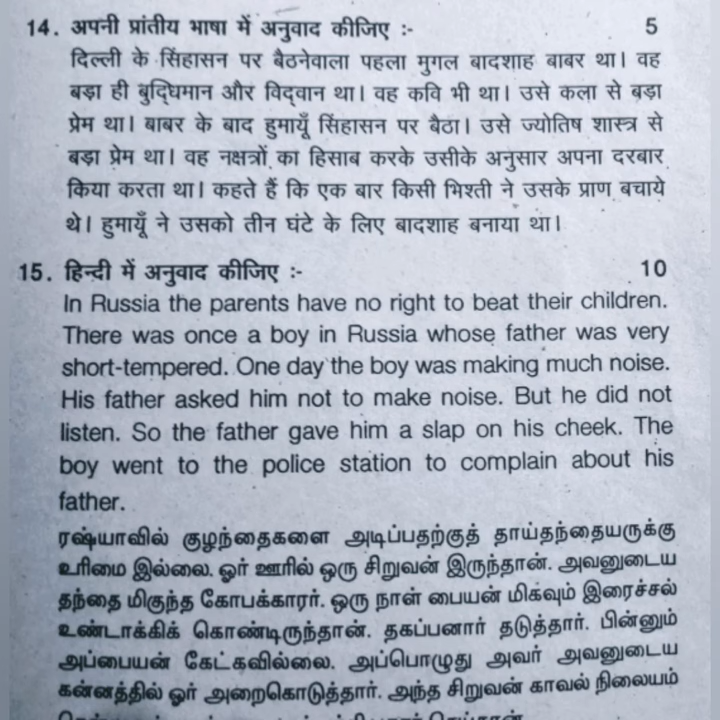 14. अपनी प्रांतीय भाषा में अनुवाद कीजिए :- 5
दिल्ली के सिंहासन पर बैठनेवाला पहला मुगल बादशाह बाबर था। वह
बड़ा ही बुद्धिमान और विद्वान था। वह कवि भी था। उसे कला से बड़ा
प्रेम था। बाबर के बाद हुमायूँ सिंहासन पर बैठा। उसे ज्योतिष शास्त्र से
बड़ा प्रेम था। वह नक्षत्रों का हिसाब करके उसीके अनुसार अपना दरबार
किया करता था। कहते हैं कि एक बार किसी भिश्ती ने उसके प्राण बचाये
थे। हुमायूँ ने उसको तीन घंटे के लिए बादशाह बनाया था।
15. हिन्दी में अनुवाद कीजिए :- 10
In Russia the parents have no right to beat their children.
There was once a boy in Russia whose father was very
short-tempered. One day the boy was making much noise.
His father asked him not to make noise. But he did not
listen. So the father gave him a slap on his cheek. The
boy went to the police station to complain about his
father.
ரஷ்யாவில் குழந்தைகளை அடிப்பதற்குத் தாய்தந்தையருக்கு
உரிமை இல்லை. ஓர் ஊரில் ஒரு சிறுவன் இருந்தான். அவனுடைய
தந்தை மிகுந்த கோபக்காரர். ஒரு நாள் பையன் மிகவும் இரைச்சல்
உண்டாக்கிக் கொண்டிருந்தான். தகப்பனார் தடுத்தார். பின்னும்
அப்பையன் கேட்கவில்லை. அப்பொழுது அவர் அவனுடைய
கன்னத்தில் ஓர் அறைகொடுத்தார். அந்த சிறுவன் காவல் நிலையம்